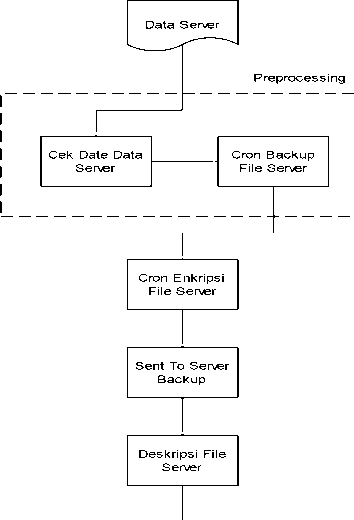 Data Server
Preprocessing
Cek Date Data
Server
Cron Backup
File Server
Cron Enkripsi
File Server
Sent To Server
Backup
Deskripsi File
Server